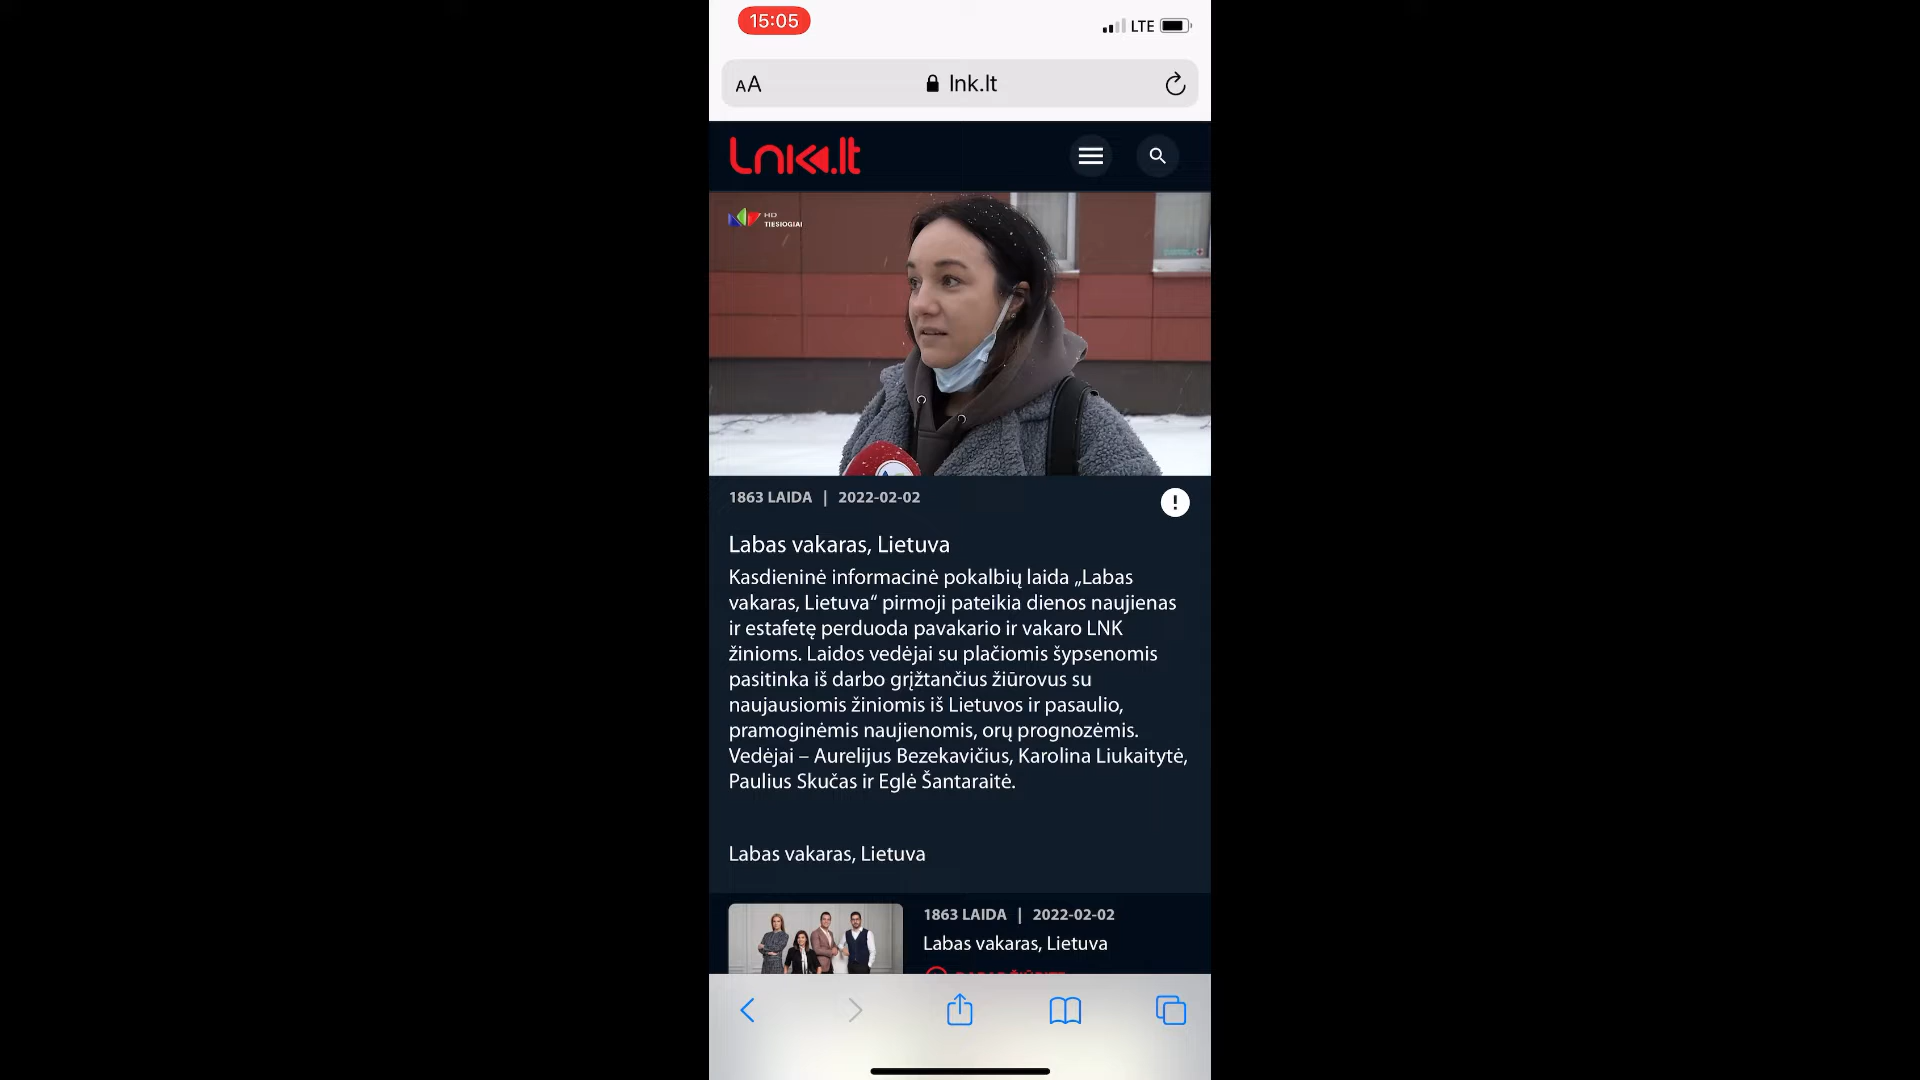 15:05
LTE
AA
lnk.lt
lnk.lt
HD
TIESIOGIAI
1863 LAIDA | 2022-02-02
Labas vakaras, Lietuva
Kasdieninė informacinė pokalbių laida „Labas
vakaras, Lietuva“ pirmoji pateikia dienos naujienas
ir estafetę perduoda pavakario ir vakaro LNK
žinioms. Laidos vedėjai su plačiomis šypsenomis
pasitinka iš darbo grįžtančius žiūrovus su
naujausiomis žiniomis iš Lietuvos ir pasaulio,
pramoginėmis naujienomis, orų prognozėmis.
Vedėjai – Aurelijus Bezekavičius, Karolina Liukaitytė,
Paulius Skučas ir Eglė Šantaraitė.
Labas vakaras, Lietuva
1863 LAIDA | 2022-02-02
Labas vakaras, Lietuva